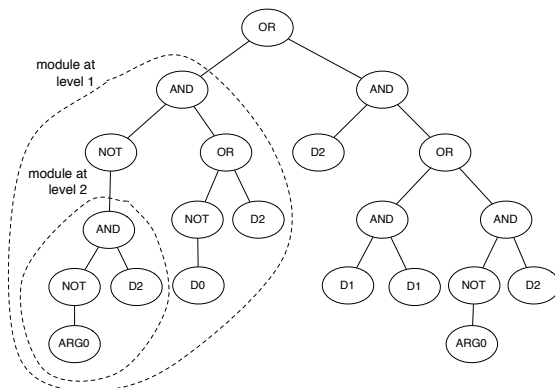 OR
module at
level 1
AND
AND
NOT
OR
D2
OR
module at
level 2
AND
NOT
D2
AND
AND
NOT
D2
D0
D1
D1
NOT
D2
ARG0
ARG0